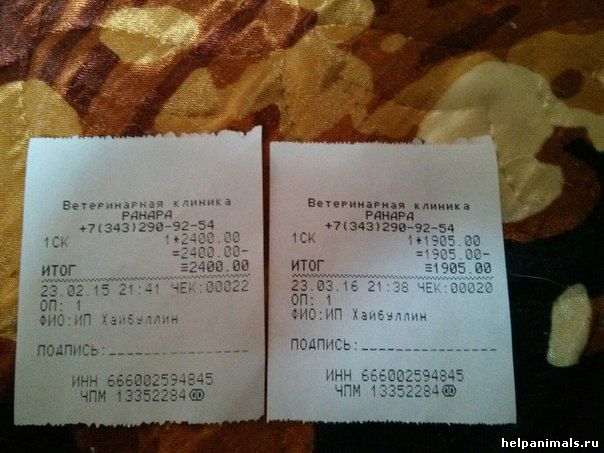 Ветеринарная клиника
РАНАРА
+7(343)290-92-54
1СК 1*2400.00
=2400.00-
ИТОГ ≡2400.00
23.02.15 21:41 ЧЕК:00022
ОП: 1
ФИО:ИП Хайбуллин
ПОДПИСЬ:
ИНН 666002594845
ЧПМ 13352284
Ветеринарная клиника
РАНАРА
+7(343)290-92-54
1СК 1*1905.00
=1905.00-
ИТОГ ≡1905.00
23.03.16 21:38 ЧЕК:00020
ОП: 1
ФИО:ИП Хайбуллин
ПОДПИСЬ:
ИНН 666002594845
ЧПМ 13352284
helpanimals.ru